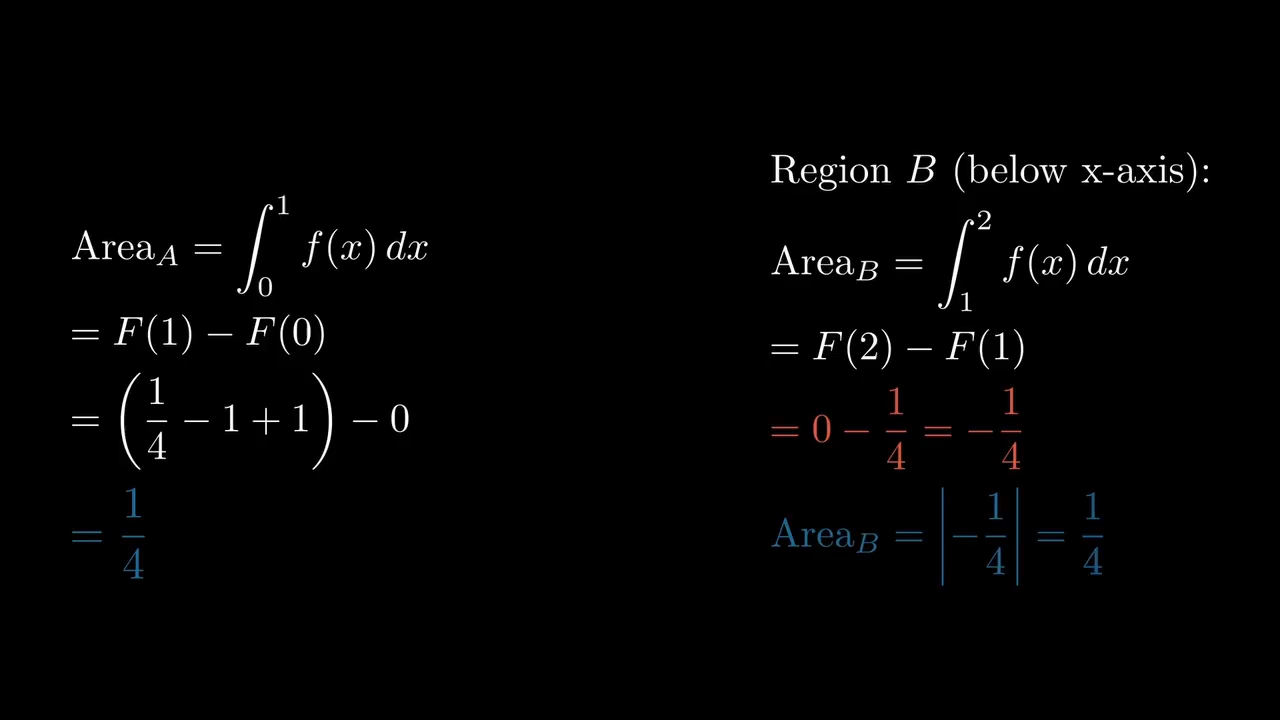 Area_A = ∫_0^1 f(x) dx
= F(1) − F(0)
= (1/4 − 1 + 1) − 0
= 1/4
Region B (below x-axis):
Area_B = ∫_1^2 f(x) dx
= F(2) − F(1)
= 0 − 1/4 = −1/4
Area_B = |−1/4| = 1/4